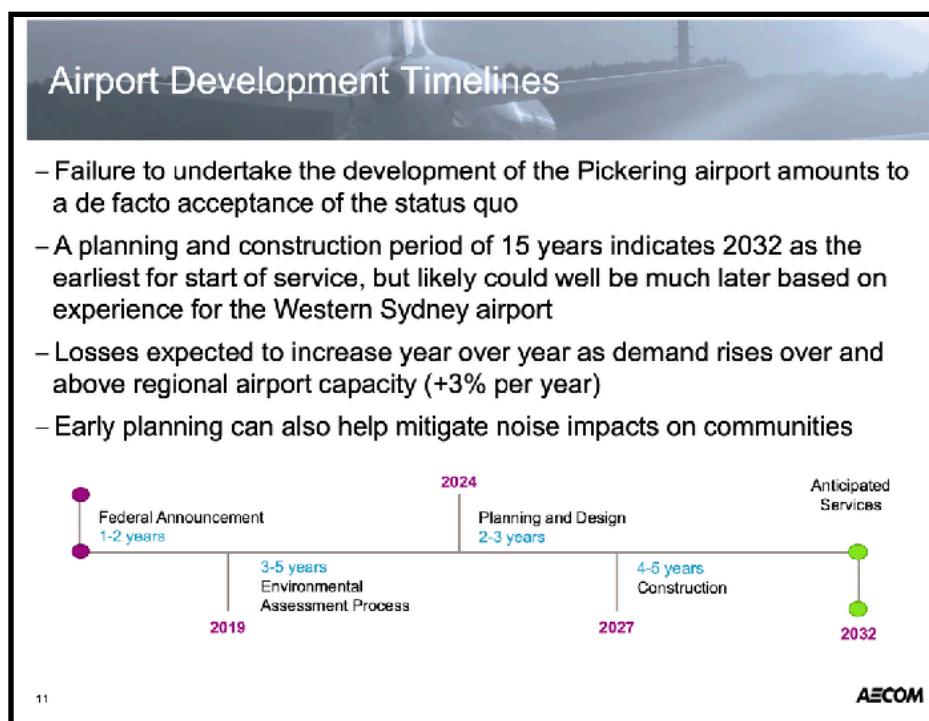 Airport Development Timelines
– Failure to undertake the development of the Pickering airport amounts to
a de facto acceptance of the status quo
– A planning and construction period of 15 years indicates 2032 as the
earliest for start of service, but likely could well be much later based on
experience for the Western Sydney airport
– Losses expected to increase year over year as demand rises over and
above regional airport capacity (+3% per year)
– Early planning can also help mitigate noise impacts on communities
Federal Announcement
1-2 years
2019
3-5 years
Environmental
Assessment Process
2024
Planning and Design
2-3 years
2027
4-5 years
Construction
Anticipated
Services
2032
11
AECOM